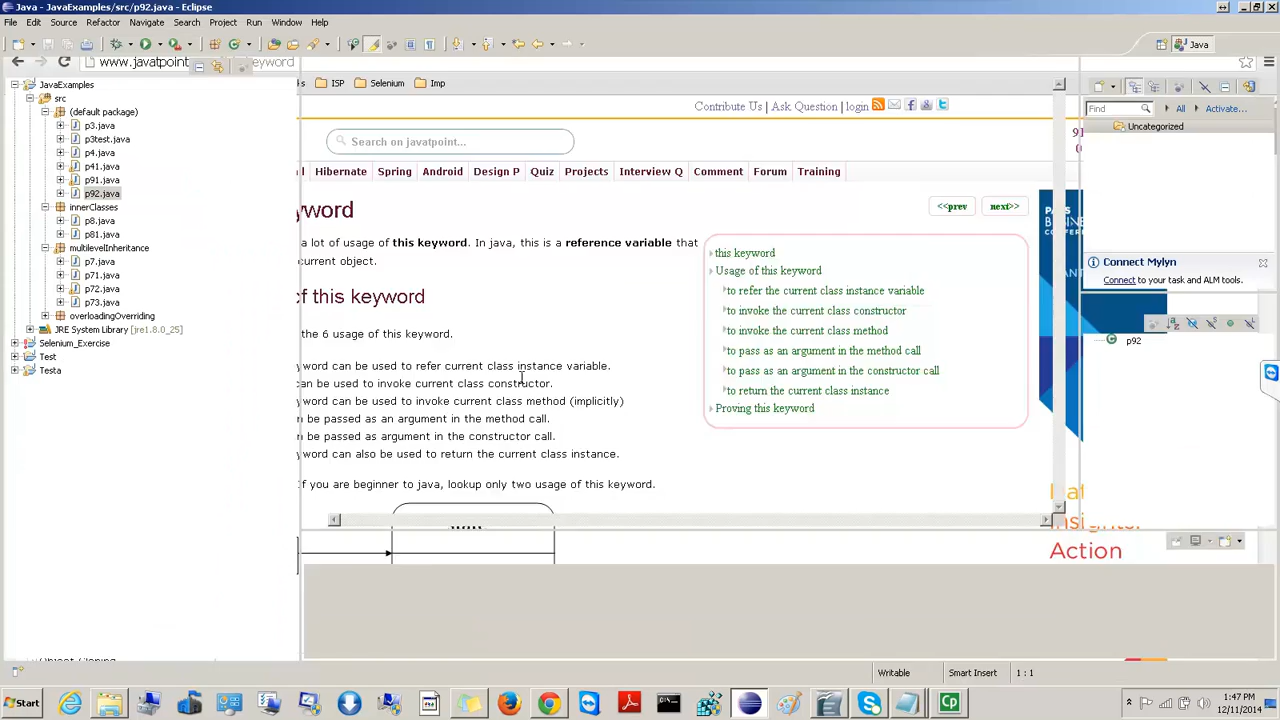 Java - JavaExamples/src/p92.java - Eclipse
File Edit Source Refactor Navigate Search Project Run Window Help
Java
www.javatpoint
eyword
JavaExamples
src
(default package)
p3.java
p3test.java
p4.java
p41.java
p91.java
p92.java
innerClasses
p8.java
p81.java
multilevelInheritance
p7.java
p71.java
p72.java
p73.java
overloadingOverriding
JRE System Library [jre1.8.0_25]
Selenium_Exercise
Test
Testa
ISP Selenium Imp
Contribute Us | Ask Question | login
Search on javatpoint...
Hibernate Spring Android Design P Quiz Projects Interview Q Comment Forum Training
yword
<<prev next>>
a lot of usage of this keyword. In java, this is a reference variable that
current object.
of this keyword
the 6 usage of this keyword.
yword can be used to refer current class instance variable.
can be used to invoke current class constructor.
yword can be used to invoke current class method (implicitly)
n be passed as an argument in the method call.
n be passed as argument in the constructor call.
yword can also be used to return the current class instance.
If you are beginner to java, lookup only two usage of this keyword.
this keyword
Usage of this keyword
to refer the current class instance variable
to invoke the current class constructor
to invoke the current class method
to pass as an argument in the method call
to pass as an argument in the constructor call
to return the current class instance
Proving this keyword
Find All Activate...
Uncategorized
Connect Mylyn
Connect to your task and ALM tools.
p92
Action
Writable Smart Insert 1 : 1
Start
1:47 PM
12/11/2014